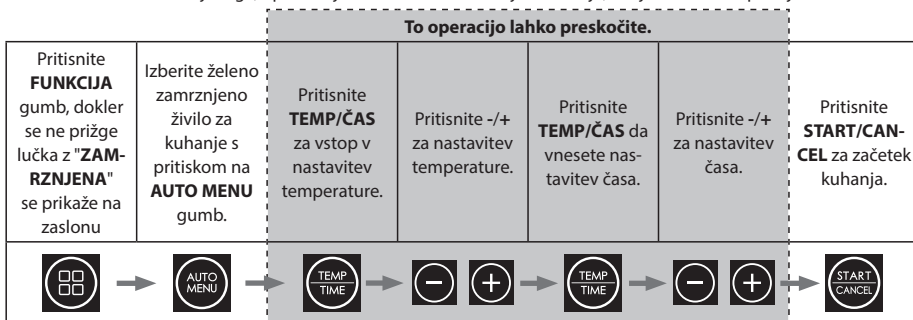 To operacijo lahko preskočite.
Pritisnite
FUNKCIJA
gumb, dokler
se ne prižge
lučka z "ZAM-
RZNJENA"
se prikaže na
zaslonu
Izberite želeno
zamrznjeno
živilo za
kuhanje s
pritiskom na
AUTO MENU
gumb.
Pritisnite
TEMP/ČAS
za vstop v
nastavitev
temperature.
Pritisnite -/+
za nastavitev
temperature.
Pritisnite
TEMP/ČAS da
vnesete nas-
tavitev časa.
Pritisnite -/+
za nastavitev
časa.
Pritisnite
START/CAN-
CEL za začetek
kuhanja.
AUTO
MENU
TEMP
TIME
- +
TEMP
TIME
- +
START
CANCEL